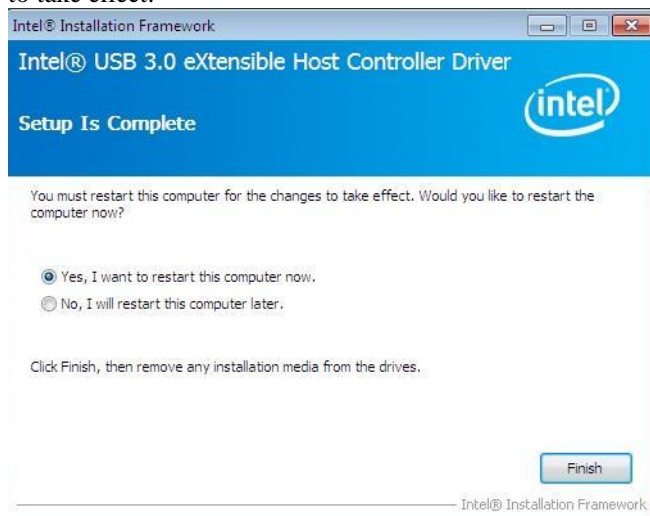 to take effect.
Intel® Installation Framework
Intel® USB 3.0 eXtensible Host Controller Driver
intel
Setup Is Complete
You must restart this computer for the changes to take effect. Would you like to restart the
computer now?
Yes, I want to restart this computer now.
No, I will restart this computer later.
Click Finish, then remove any installation media from the drives.
Finish
Intel® Installation Framework